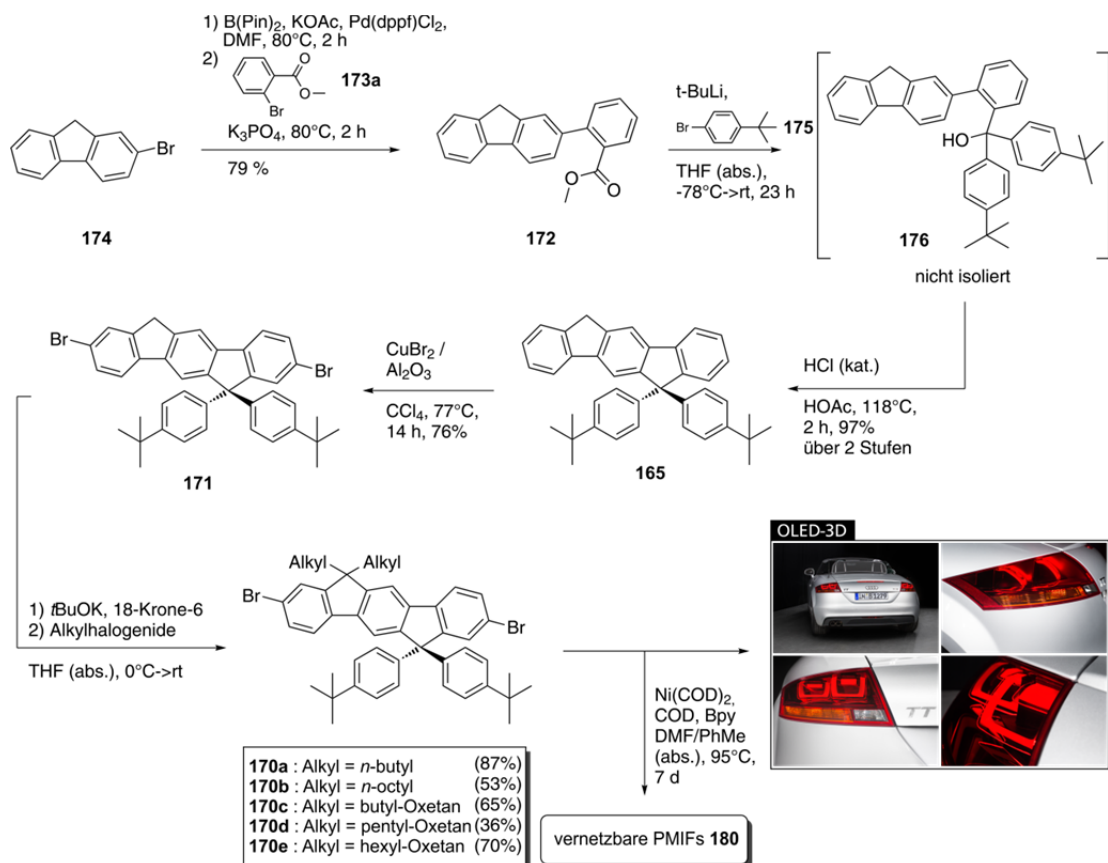 1) B(Pin)₂, KOAc, Pd(dppf)Cl₂,
DMF, 80°C, 2 h
2)
O
O
Br
173a
K₃PO₄, 80°C, 2 h
79 %
Br
174
O
O
172
t-BuLi,
Br
175
THF (abs.),
-78°C->rt, 23 h
HO
176
nicht isoliert
HCl (kat.)
HOAc, 118°C,
2 h, 97%
über 2 Stufen
165
CuBr₂ /
Al₂O₃
CCl₄, 77°C,
14 h, 76%
Br
Br
171
1) tBuOK, 18-Krone-6
2) Alkylhalogenide
THF (abs.), 0°C->rt
Alkyl Alkyl
Br
Br
170a : Alkyl = n-butyl (87%)
170b : Alkyl = n-octyl (53%)
170c : Alkyl = butyl-Oxetan (65%)
170d : Alkyl = pentyl-Oxetan (36%)
170e : Alkyl = hexyl-Oxetan (70%)
Ni(COD)₂,
COD, Bpy
DMF/PhMe
(abs.), 95°C,
7 d
vernetzbare PMIFs 180
OLED-3D
TT